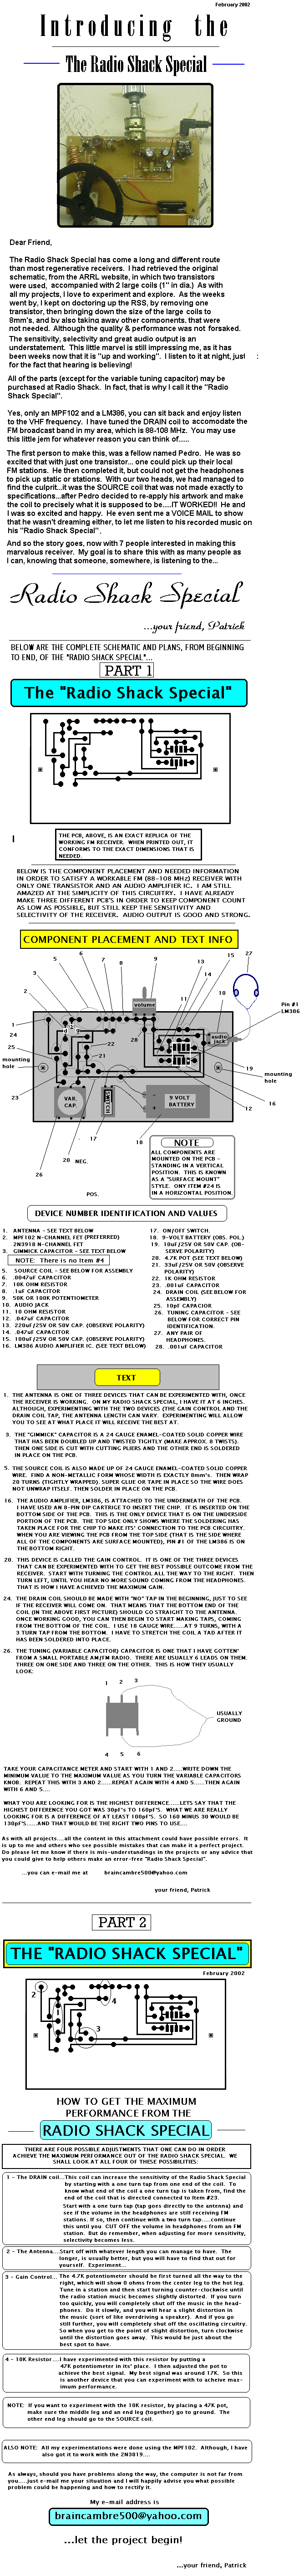 February 2002
Introducing the
The Radio Shack Special
Dear Friend,
The Radio Shack Special has come a long and different route
than most regenerative receivers. I had retrieved the original
schematic, from the ARRL website, in which two transistors
were used, accompanied with 2 large coils (1" in dia.) As with
all my projects, I love to experiment and explore. As the weeks
went by, I kept on doctoring up the RSS, by removing one
transistor, then bringing down the size of the large coils to
8mm's, and by also taking away other components, that were
not needed. Although the quality & performance was not forsaked.
The sensitivity, selectivity and great audio output is an
understatement. This little marvel is still impressing me, as it has
been weeks now that it is "up and working". I listen to it at night, just
for the fact that hearing is believing!
All of the parts (except for the variable tuning capacitor) may be
purchased at Radio Shack. In fact, that is why I call it the "Radio
Shack Special".
Yes, only an MPF102 and a LM386, you can sit back and enjoy listen
to the VHF frequency. I have tuned the DRAIN coil to accomodate the
FM broadcast band in my area, which is 88-108 MHz. You may use
this little jem for whatever reason you can think of......
The first person to make this, was a fellow named Pedro. He was so
excited that with just one transistor... one could pick up their local
FM stations. He then completed it, but could not get the headphones
to pick up static or stations. With our two heads, we had managed to
find the culprit...it was the SOURCE coil that was not made exactly to
specifications...after Pedro decided to re-apply his artwork and make
the coil to precisely what it is supposed to be.....IT WORKED!! He and
I was so excited and happy. He even sent me a VOICE MAIL to show
that he wasn't dreaming either, to let me listen to the recorded music on
his "Radio Shack Special".
And so the story goes, now with 7 people interested in making this
marvalous receiver. My goal is to share this with as many people as
I can, knowing that someone, somewhere, is listening to the...
Radio Shack Special
...your friend, Patrick
BELOW ARE THE COMPLETE SCHEMATIC AND PLANS, FROM BEGINNING
TO END, OF THE "RADIO SHACK SPECIAL"...
PART 1
The "Radio Shack Special"
THE PCB, ABOVE, IS AN EXACT REPLICA OF THE
WORKING FM RECEIVER. WHEN PRINTED OUT, IT
CONFORMS TO THE EXACT DIMENSIONS THAT IS
NEEDED.
BELOW IS THE COMPONENT PLACEMENT AND NEEDED INFORMATION
IN ORDER TO SATISFY A WORKABLE FM (88-108 MHz) RECEIVER WITH
ONLY ONE TRANSISTOR AND AN AUDIO AMPLIFIER IC. I AM STILL
AMAZED AT THE SIMPLICITY OF THIS CIRCUITRY. I HAVE ALREADY
MAKE THREE DIFFERENT PCB'S IN ORDER TO KEEP COMPONENT COUNT
AS LOW AS POSSIBLE, BUT STILL KEEP THE SENSITIVITY AND
SELECTIVITY OF THE RECEIVER. AUDIO OUTPUT IS GOOD AND STRONG.
COMPONENT PLACEMENT AND TEXT INFO
5 6 7 8 9 13 15 27
3 14
2 volume 11 18
1 Pin #1
24 LM386
25 22 28 audio jack
mounting hole 21
19
mounting hole
VAR. CAP. SWITCH 9 VOLT BATTERY
23 16
12
17 10
20 NEG.
26
POS.
NOTE
ALL COMPONENTS ARE
MOUNTED ON THE PCB -
STANDING IN A VERTICAL
POSITION. THIS IS KNOWN
AS A "SURFACE MOUNT"
STYLE. ONY ITEM #24 IS
IN A HORIZONTAL POSITION.
DEVICE NUMBER IDENTIFICATION AND VALUES
1. ANTENNA - SEE TEXT BELOW
2. MPF102 N-CHANNEL FET (PREFERRED)
2N3918 N-CHANNEL FET
3. GIMMICK CAPACITOR - SEE TEXT BELOW
NOTE: There is no item #4
5. SOURCE COIL - SEE BELOW FOR ASSEMBLY
6. .0047uf CAPACITOR
7. 10K OHM RESISTOR
8. .1uf CAPACITOR
9. 50K OR 100K POTENTIOMETER
10. AUDIO JACK
11. 10 OHM RESISTOR
12. .047uf CAPACITOR
13. 220uf/25V OR 50V CAP. (OBSERVE POLARITY)
14. .047uf CAPACITOR
15. 100uf/25V OR 50V CAP. (OBSERVE POLARITY)
16. LM386 AUDIO AMPLIFIER IC. (SEE TEXT BELOW)
17. ON/OFF SWITCH.
18. 9-VOLT BATTERY (OBS. POL.)
19. 10uf/25V OR 50V CAP. (OB-
SERVE POLARITY)
20. 4.7K POT (SEE TEXT BELOW)
21. 33uf/25V OR 50V (OBSERVE
POLARITY)
22. 1K OHM RESISTOR
23. .001uf CAPACITOR
24. DRAIN COIL (SEE BELOW FOR
ASSEMBLY)
25. 10pf CAPACIOR
26. TUNING CAPACITOR - SEE
BELOW FOR CORRECT PIN
IDENTIFICATION.
27. ANY PAIR OF
HEADPHONES.
28. .001uf CAPACITOR
TEXT
1. THE ANTENNA IS ONE OF THREE DEVICES THAT CAN BE EXPERIMENTED WITH, ONCE
THE RECEIVER IS WORKING. ON MY RADIO SHACK SPECIAL, I HAVE IT AT 6 INCHES.
ALTHOUGH, EXPERIMENTING WITH THE TWO DEVICES (THE GAIN CONTROL AND THE
DRAIN COIL TAP, THE ANTENNA LENGTH CAN VARY. EXPERIMENTING WILL ALLOW
YOU TO SEE AT WHAT PLACE IT WILL RECEIVE THE BEST AT.
3. THE "GIMMICK" CAPACITOR IS A 24 GAUGE ENAMEL-COATED SOLID COPPER WIRE
THAT HAS BEEN DOUBLED UP AND TWISTED TIGHTLY (MAKE APPROX. 8 TWISTS).
THEN ONE SIDE IS CUT WITH CUTTING PLIERS AND THE OTHER END IS SOLDERED
IN PLACE ON THE PCB.
5. THE SOURCE COIL IS ALSO MADE UP OF 24 GAUGE ENAMEL-COATED SOLID COPPER
WIRE. FIND A NON-METALLIC FORM WHOSE WIDTH IS EXACTLY 8mm's. THEN WRAP
20 TURNS (TIGHTLY WRAPPED). SUPER GLUE OR TAPE IN PLACE SO THE WIRE DOES
NOT UNWRAP ITSELF. THEN SOLDER IN PLACE ON THE PCB.
16. THE AUDIO AMPLIFIER, LM386, IS ATTACHED TO THE UNDERNEATH OF THE PCB.
I HAVE USED AN 8-PIN CARTRIGE TO INSERT THE CHIP. IT IS INSERTED ON THE
BOTTOM SIDE OF THE PCB. THIS IS THE ONLY DEVICE THAT IS ON THE UNDERSIDE
PORTION OF THE PCB. THE TOP SIDE ONLY SHOWS WHERE THE SOLDERING HAS
TAKEN PLACE FOR THE CHIP TO MAKE ITS' CONNECTION TO THE PCB CIRCUITRY.
WHEN YOU ARE VIEWING THE PCB FROM THE TOP SIDE (THAT IS THE SIDE WHERE
ALL OF THE COMPONENTS ARE SURFACE MOUNTED), PIN #1 OF THE LM386 IS ON
THE BOTTOM RIGHT.
20. THIS DEVICE IS CALLED THE GAIN CONTROL. IT IS ONE OF THE THREE DEVICES
THAT CAN BE EXPERIMENTED WITH TO GET THE BEST POSSIBLE OUTCOME FROM THE
RECEIVER. START WITH TURNING THE CONTROL ALL THE WAY TO THE RIGHT. THEN
TURN LEFT, UNTIL YOU HEAR NO MORE SOUND COMING FROM THE HEADPHONES.
THAT IS HOW I HAVE ACHIEVED THE MAXIMUM GAIN.
24. THE DRAIN COIL SHOULD BE MADE WITH "NO" TAP IN THE BEGINNING, JUST TO SEE
IF THE RECEIVER WILL COME ON. THAT MEANS THAT THE BOTTOM END OF THE
COIL (IN THE ABOVE FIRST PICTURE) SHOULD GO STRAIGHT TO THE ANTENNA.
ONCE WORKING GOOD, YOU CAN THEN BEGIN TO START MAKING TAPS, COMING
FROM THE BOTTOM OF THE COIL. I USE 18 GAUGE WIRE.....AT 9 TURNS, WITH A
3 TURN TAP FROM THE BOTTOM. I HAVE TO STRETCH THE COIL A TAD AFTER IT
HAS BEEN SOLDERED INTO PLACE.
26. THE TUNING (VARIABLE CAPACITOR) CAPACITOR IS ONE THAT I HAVE GOTTEN'
FROM A SMALL PORTABLE AM/FM RADIO. THERE ARE USUALLY 6 LEADS ON THEM.
THREE ON ONE SIDE AND THREE ON THE OTHER. THIS IS HOW THEY USUALLY
LOOK:
1 2 3
USUALLY
GROUND
4 5 6
TAKE YOUR CAPACITANCE METER AND START WITH 1 AND 2.....WRITE DOWN THE
MINIMUM VALUE TO THE MAXIMUM VALUE AS YOU TURN THE VARIABLE CAPACITORS
KNOB. REPEAT THIS WITH 3 AND 2......REPEAT AGAIN WITH 4 AND 5......THEN AGAIN
WITH 6 AND 5....
WHAT YOU ARE LOOKING FOR IS THE HIGHEST DIFFERENCE.....LETS SAY THAT THE
HIGHEST DIFFERENCE YOU GOT WAS 30pf's TO 160pf'S. WHAT WE ARE REALLY
LOOKING FOR IS A DIFFERENCE OF AT LEAST 100pf'S. SO 160 MINUS 30 WOULD BE
130pf'S......AND THAT WOULD BE THE RIGHT TWO PINS TO USE....
As with all projects....all the content in this attachment could have possible errors. It
is up to me and others who see possible mistakes that can make it a perfect project.
Do please let me know if there is mis-understandings in the projects or any advice that
you could give to help others make an error-free "Radio Shack Special".
...you can e-mail me at braincambre500@yahoo.com
your friend, Patrick
PART 2
THE "RADIO SHACK SPECIAL"
February 2002
2 1 4 3
HOW TO GET THE MAXIMUM
PERFORMANCE FROM THE
RADIO SHACK SPECIAL
THERE ARE FOUR POSSIBLE ADJUSTMENTS THAT ONE CAN DO IN ORDER
ACHIEVE THE MAXIMUM PERFORMANCE OUT OF THE RADIO SHACK SPECIAL. WE
SHALL LOOK AT ALL FOUR OF THESE POSSIBILITIES:
1 - The DRAIN coil...This coil can increase the sensitivity of the Radio Shack Special
by starting with a one turn tap from one end of the coil. To
know what end of the coil a one turn tap is taken from, find the
end of the coil that is directed connected to item #23.
Start with a one turn tap (tap goes directly to the antenna) and
see if the volume in the headphones are still receiving FM
stations. If so, then continue with a two turn tap.....continue
this until you CUT OFF the volume in headphones from an FM
station. But do remember, when adjusting for more sensitivity,
selectivity becomes less.
2 - The Antenna....Start off with whatever length you can manage to have. The
longer, is usually better, but you will have to find that out for
yourself. Experiment...
3 - Gain Control... The 4.7K potentiometer should be first turned all the way to the
right, which will show 0 ohms from the center leg to the hot leg.
Tune in a station and then start turning counter-clockwise until
the radio station music becomes slightly distorted. If you turn
too quickly, you will completely shut off the music in the head-
phones. Do it slowly, and you will hear a slight distortion in
the music (sort of like overdriving a speaker). And if you go
still further, you will completely shut off the oscillating circuitry.
So when you get to the point of slight distortion, turn clockwise
until the distortion goes away. This would be just about the
best spot to have.
4 - 10K Resistor....I have experimented with this resistor by putting a
47K potentiometer in its' place. I then adjusted the pot to
achieve the best signal. My best signal was around 17K. So this
is another device that you can experiment with to acheive max-
imum performance.
NOTE: If you want to experiment with the 10K resistor, by placing a 47K pot,
make sure the middle leg and an end leg (together) go to ground. The
other end leg should go to the SOURCE coil.
ALSO NOTE: All my experimentations were done using the MPF102. Although, I have
also got it to work with the 2N3819....
As always, should you have problems along the way, the computer is not far from
you.....just e-mail me your situation and I will happily advise you what possible
problem could be happening and how to rectify it.
My e-mail address is
braincambre500@yahoo.com
...let the project begin!
...your friend, Patrick